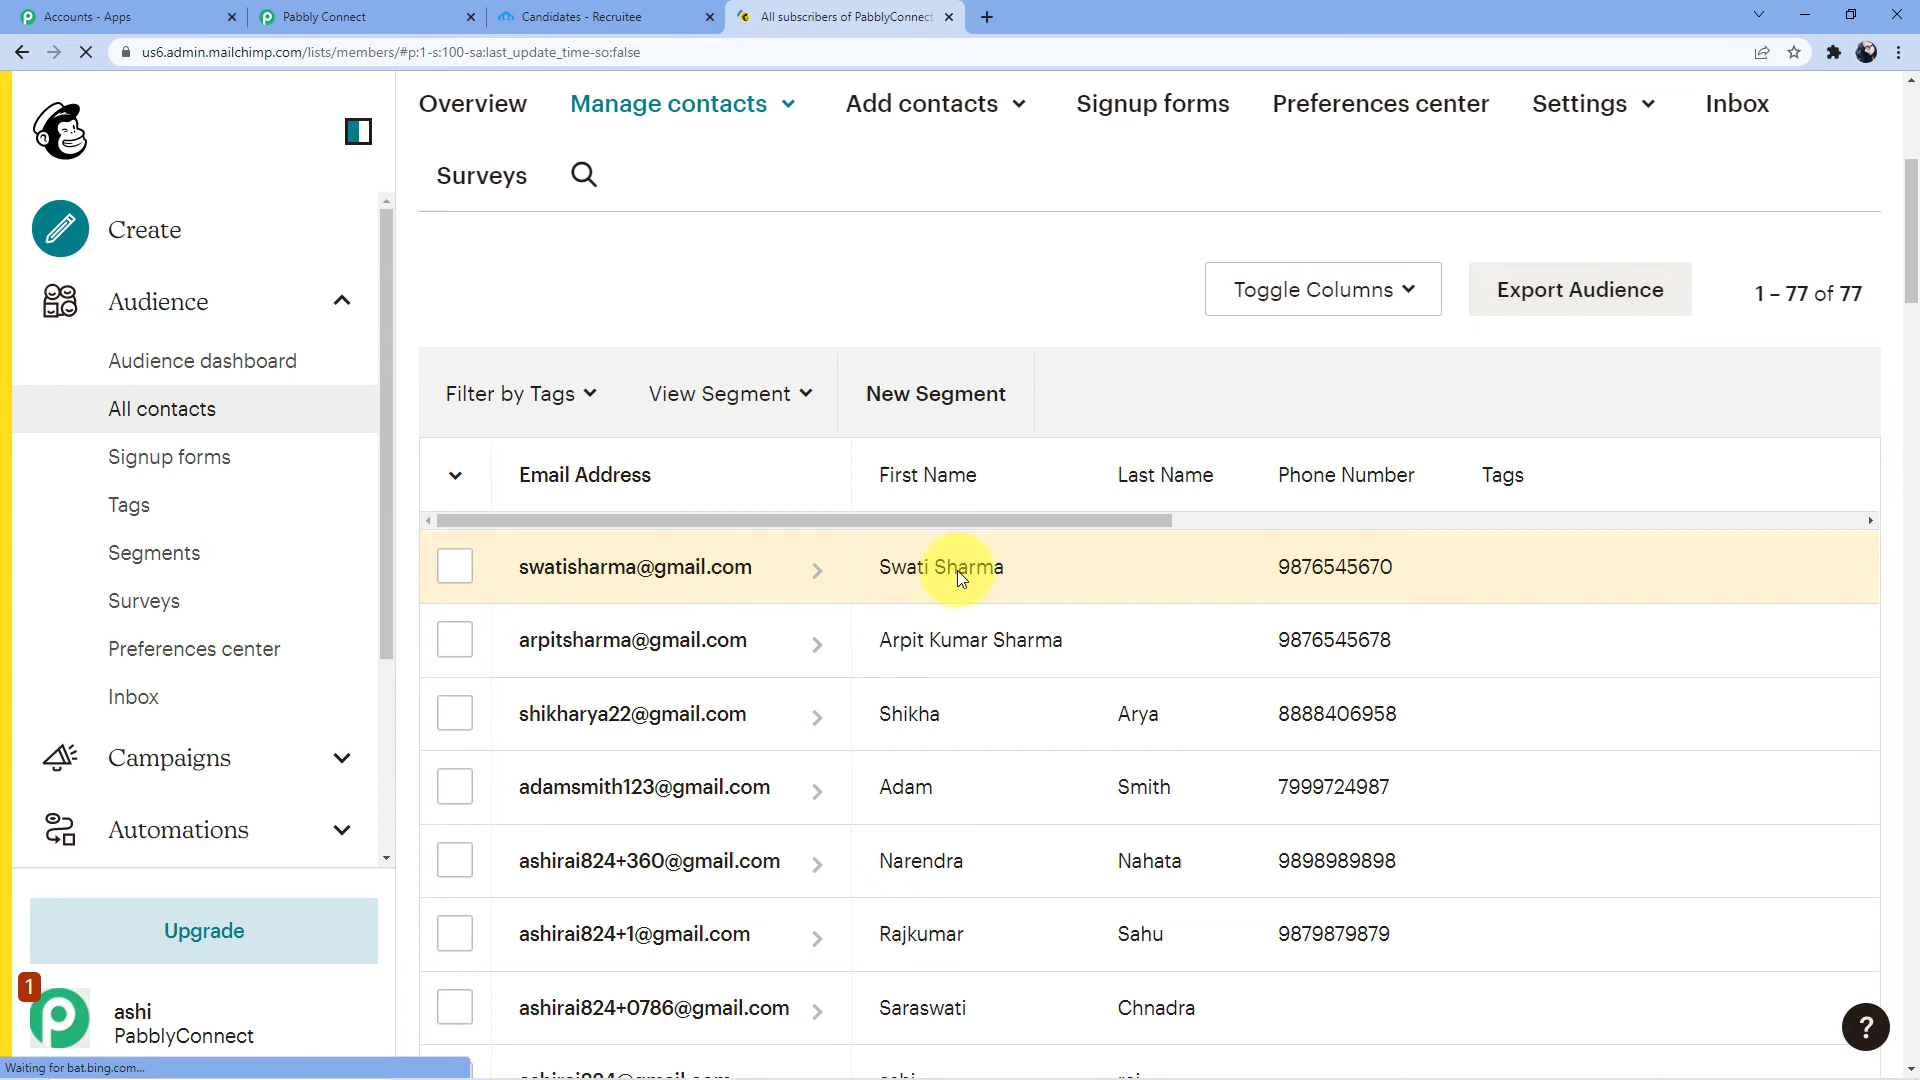 Accounts - Apps
Pabbly Connect
Candidates - Recruitee
All subscribers of PabblyConnect
us6.admin.mailchimp.com/lists/members/#p:1-s:100-sa:last_update_time-so:false
Overview
Manage contacts
Add contacts
Signup forms
Preferences center
Settings
Inbox
Surveys
Create
Audience
Audience dashboard
All contacts
Signup forms
Tags
Segments
Surveys
Preferences center
Inbox
Campaigns
Automations
Upgrade
1
ashi
PabblyConnect
Waiting for bat.bing.com...
Toggle Columns
Export Audience
1 – 77 of 77
Filter by Tags
View Segment
New Segment
Email Address First Name Last Name Phone Number Tags
swatisharma@gmail.com Swati Sharma 9876545670
arpitsharma@gmail.com Arpit Kumar Sharma 9876545678
shikharya22@gmail.com Shikha Arya 8888406958
adamsmith123@gmail.com Adam Smith 7999724987
ashirai824+360@gmail.com Narendra Nahata 9898989898
ashirai824+1@gmail.com Rajkumar Sahu 9879879879
ashirai824+0786@gmail.com Saraswati Chnadra
?